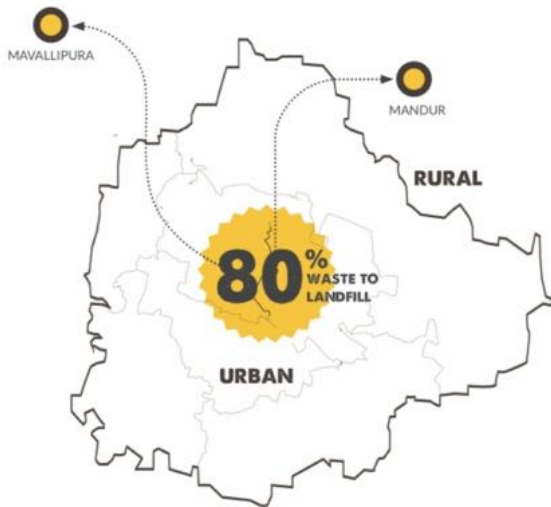 MAVALLIPURA
MANDUR
RURAL
80%
WASTE TO
LANDFILL
URBAN